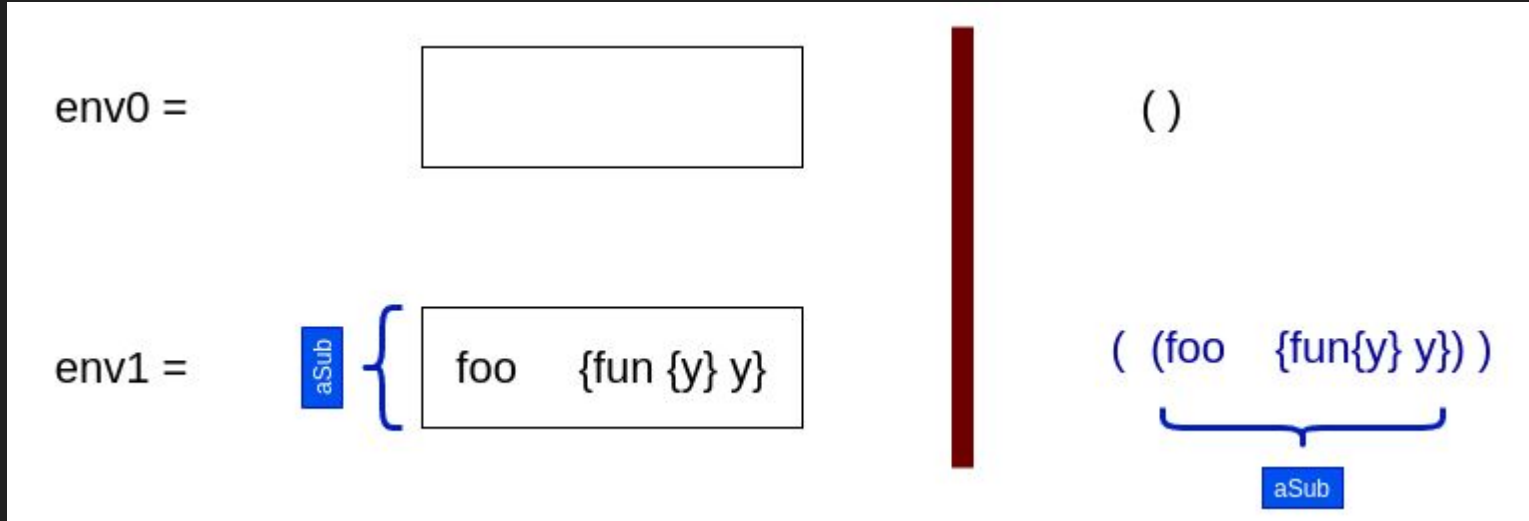 env0 =
( )
env1 =
aSub
foo {fun {y} y}
( (foo {fun{y} y}) )
aSub